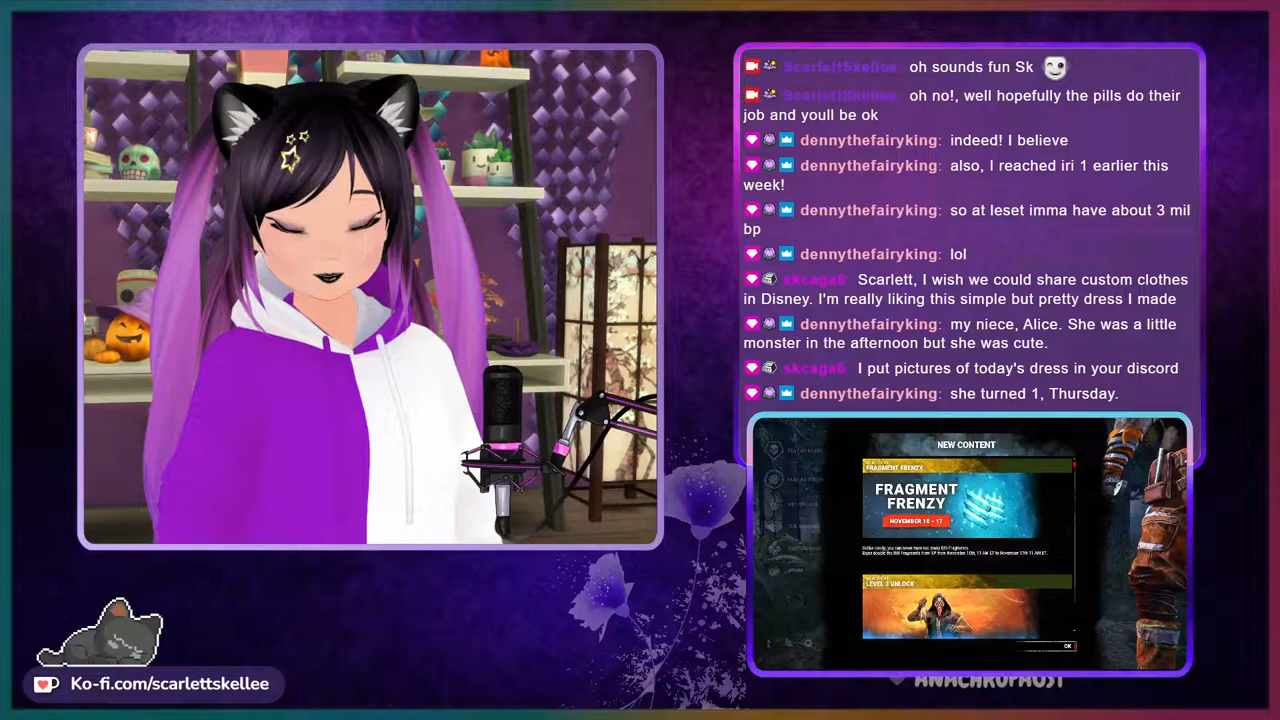 ScarlettSkellee oh sounds fun Sk
ScarlettSkellee oh no!, well hopefully the pills do their
job and youll be ok
dennythefairyking: indeed! I believe
dennythefairyking: also, I reached iri 1 earlier this
week!
dennythefairyking: so at leset imma have about 3 mil
bp
dennythefairyking: lol
skcaga6 Scarlett, I wish we could share custom clothes
in Disney. I'm really liking this simple but pretty dress I made
dennythefairyking: my niece, Alice. She was a little
monster in the afternoon but she was cute.
skcaga6 I put pictures of today's dress in your discord
dennythefairyking: she turned 1, Thursday.
NEW CONTENT
FRAGMENT FRENZY
FRAGMENT
FRENZY
NOVEMBER 10 - 17
LEVEL 3 UNLOCK
OK
Ko-fi.com/scarlettskellee